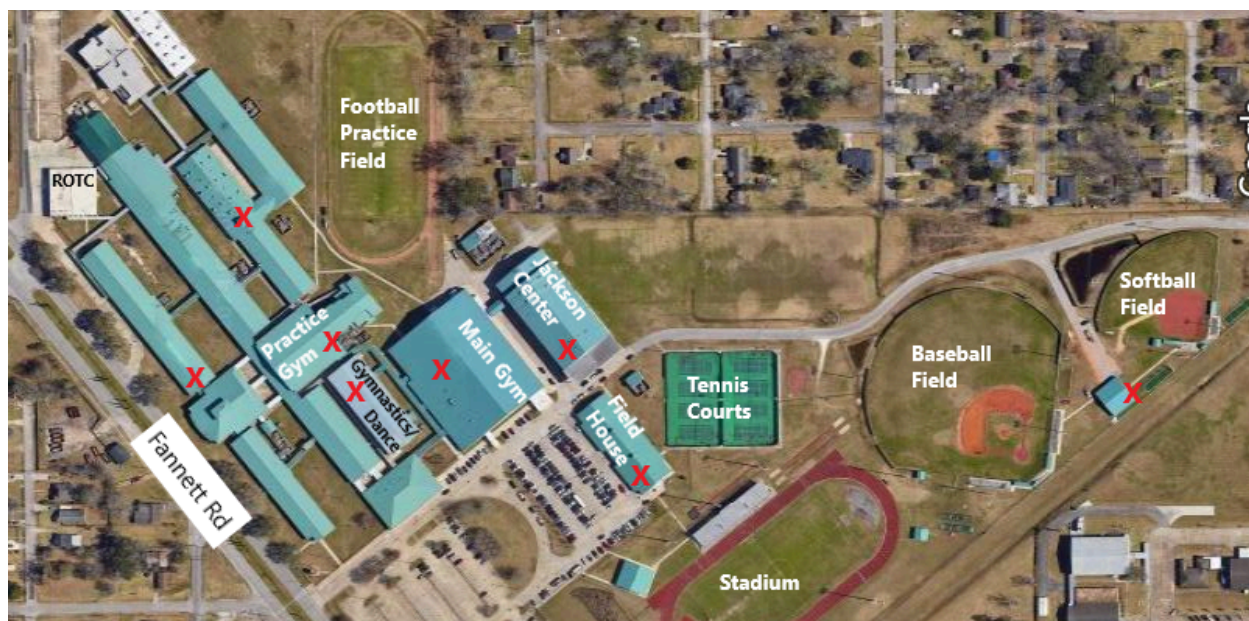 Football
Practice
Field
ROTC
X
Jackson
Center
X
Softball
Field
Practice
Gym
X
Main Gym
X
Gymnastics/
Dance
X
X
Baseball
Field
Tennis
Courts
X
Field
House
X
Fannett Rd
Stadium